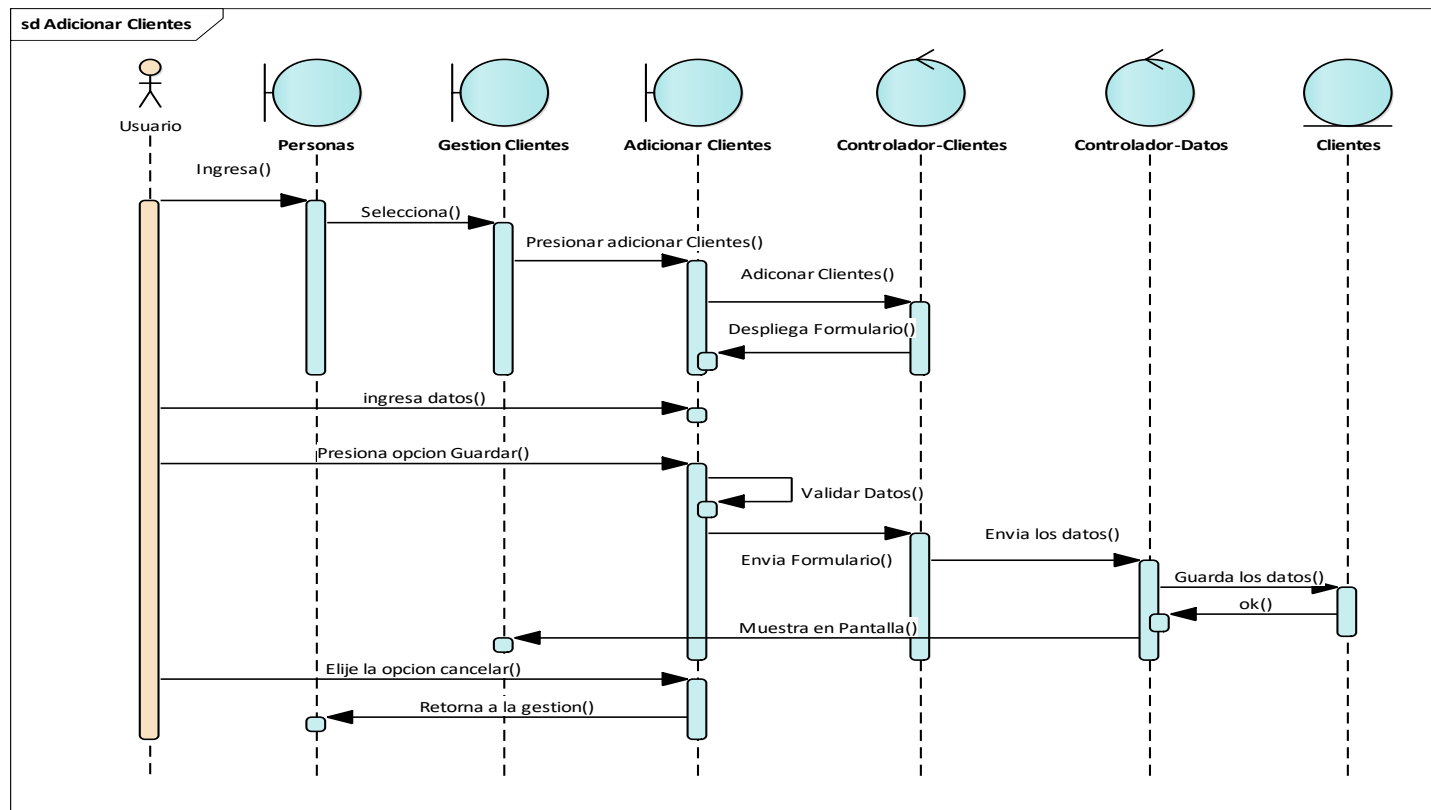 sd Adicionar Clientes
Usuario
Personas
Gestion Clientes
Adicionar Clientes
Controlador-Clientes
Controlador-Datos
Clientes
Ingresa()
Selecciona()
Presionar adicionar Clientes()
Adiconar Clientes()
Despliega Formulario()
ingresa datos()
Presiona opcion Guardar()
Validar Datos()
Envia Formulario()
Envia los datos()
Guarda los datos()
ok()
Muestra en Pantalla()
Elije la opcion cancelar()
Retorna a la gestion()